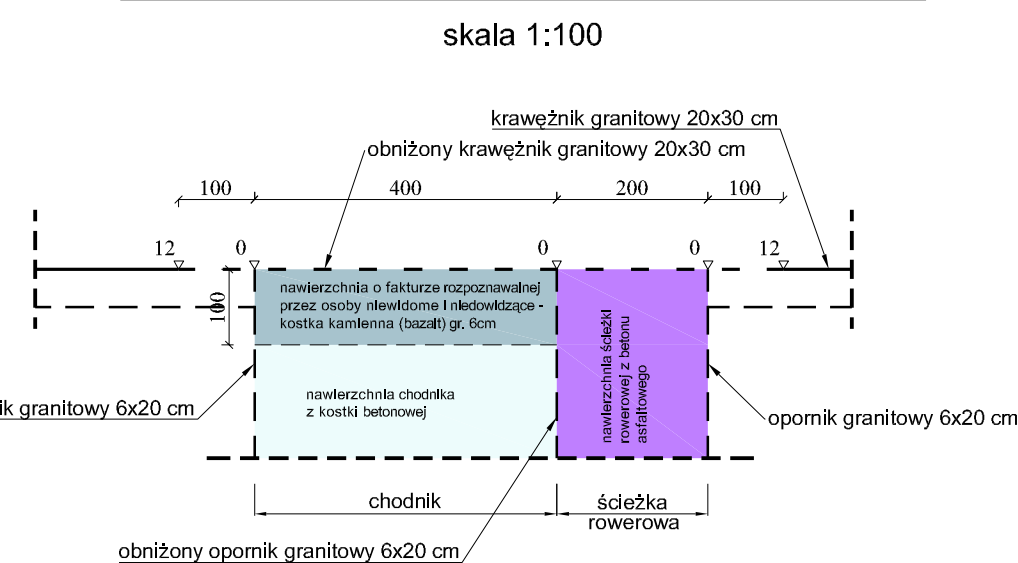 skala 1:100
krawężnik granitowy 20x30 cm
obniżony krawężnik granitowy 20x30 cm
100
400
200
100
12
0
0
0
12
100
nawierzchnia o fakturze rozpoznawalnej
przez osoby niewidome i niedowidzące -
kostka kamienna (bazalt) gr. 6cm
nawierzchnia chodnika
z kostki betonowej
nawierzchnia ścieżki
rowerowej z betonu
asfaltowego
granitowy 6x20 cm
opornik granitowy 6x20 cm
chodnik
ścieżka
rowerowa
obniżony opornik granitowy 6x20 cm